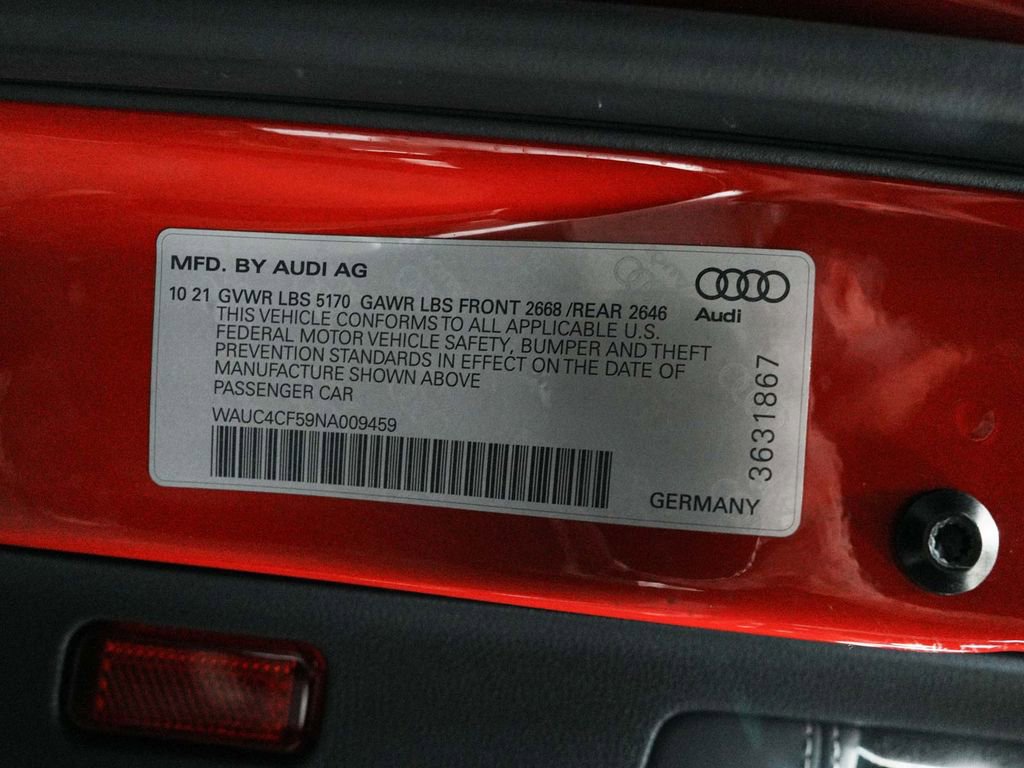 MFD. BY AUDI AG
10 21 GVWR LBS 5170 GAWR LBS FRONT 2668 /REAR 2646
THIS VEHICLE CONFORMS TO ALL APPLICABLE U.S.
FEDERAL MOTOR VEHICLE SAFETY, BUMPER AND THEFT
PREVENTION STANDARDS IN EFFECT ON THE DATE OF
MANUFACTURE SHOWN ABOVE
PASSENGER CAR
WAUC4CF59NA009459
Audi
3631867
GERMANY